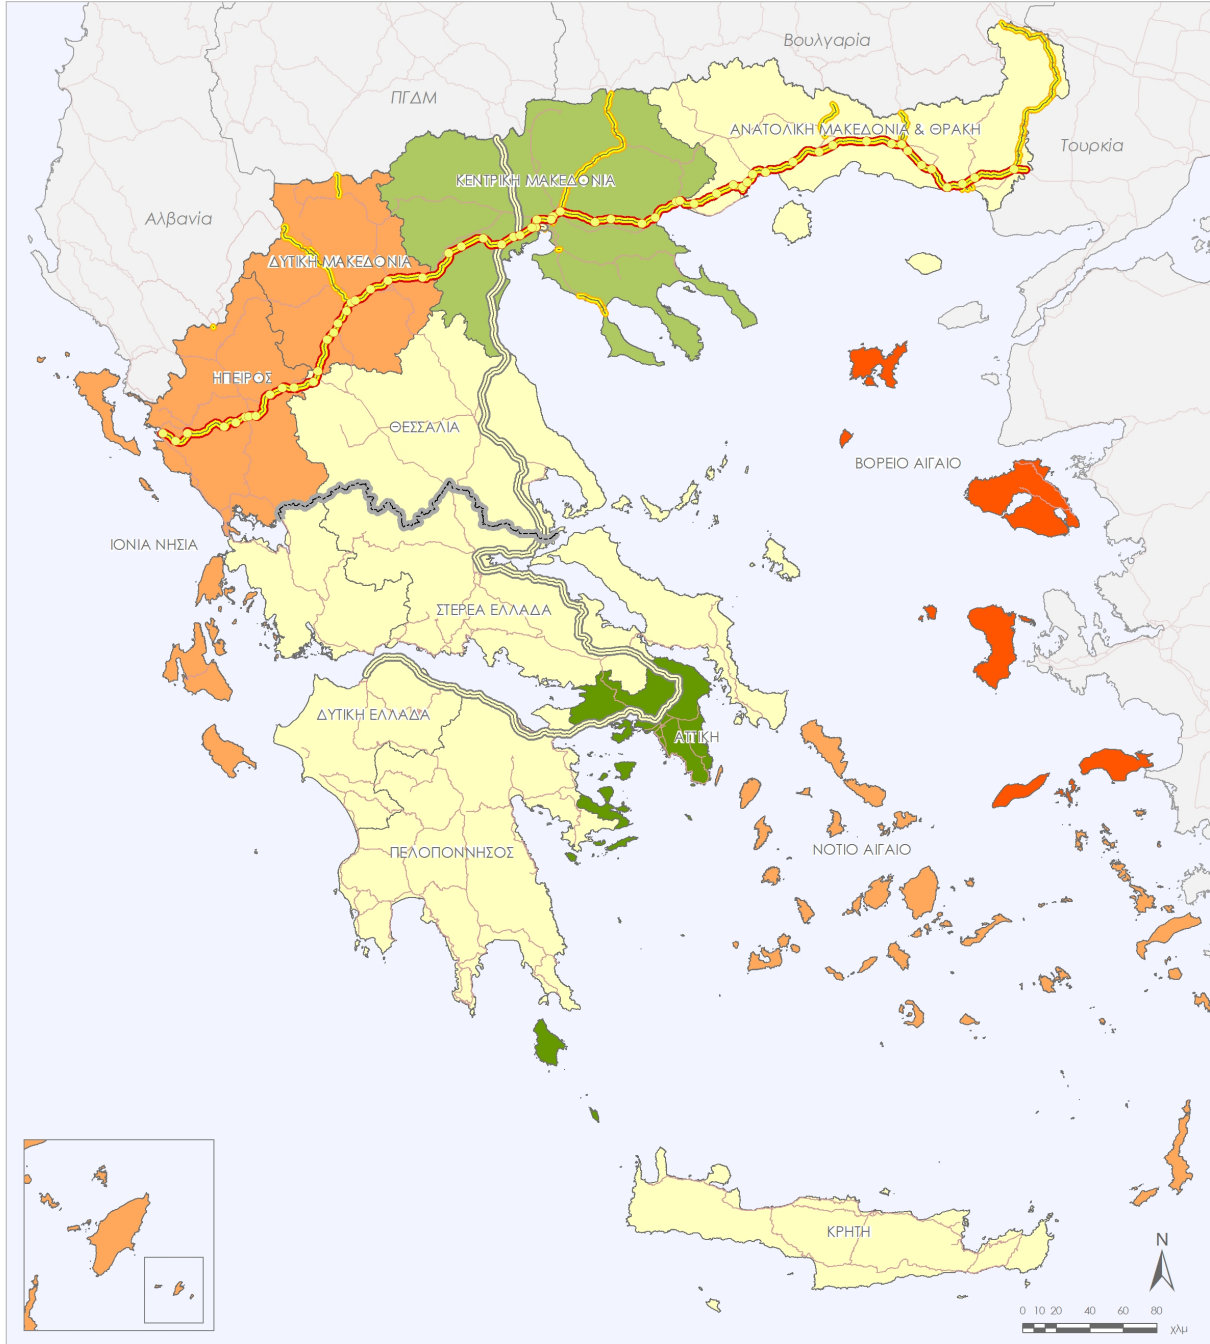 Βουλγαρία
ΠΓΔΜ
ΑΝΑΤΟΛΙΚΗ ΜΑΚΕΔΟΝΙΑ & ΘΡΑΚΗ
Τουρκία
ΚΕΝΤΡΙΚΗ ΜΑΚΕΔΟΝΙΑ
Αλβανία
ΔΥΤΙΚΗ ΜΑΚΕΔΟΝΙΑ
ΗΠΕΙΡΟΣ
ΘΕΣΣΑΛΙΑ
ΒΟΡΕΙΟ ΑΙΓΑΙΟ
ΙΟΝΙΑ ΝΗΣΙΑ
ΣΤΕΡΕΑ ΕΛΛΑΔΑ
ΔΥΤΙΚΗ ΕΛΛΑΔΑ
ΑΤΤΙΚΗ
ΝΟΤΙΟ ΑΙΓΑΙΟ
ΠΕΛΟΠΟΝΝΗΣΟΣ
ΚΡΗΤΗ
N
0 10 20 40 60 80
χλμ